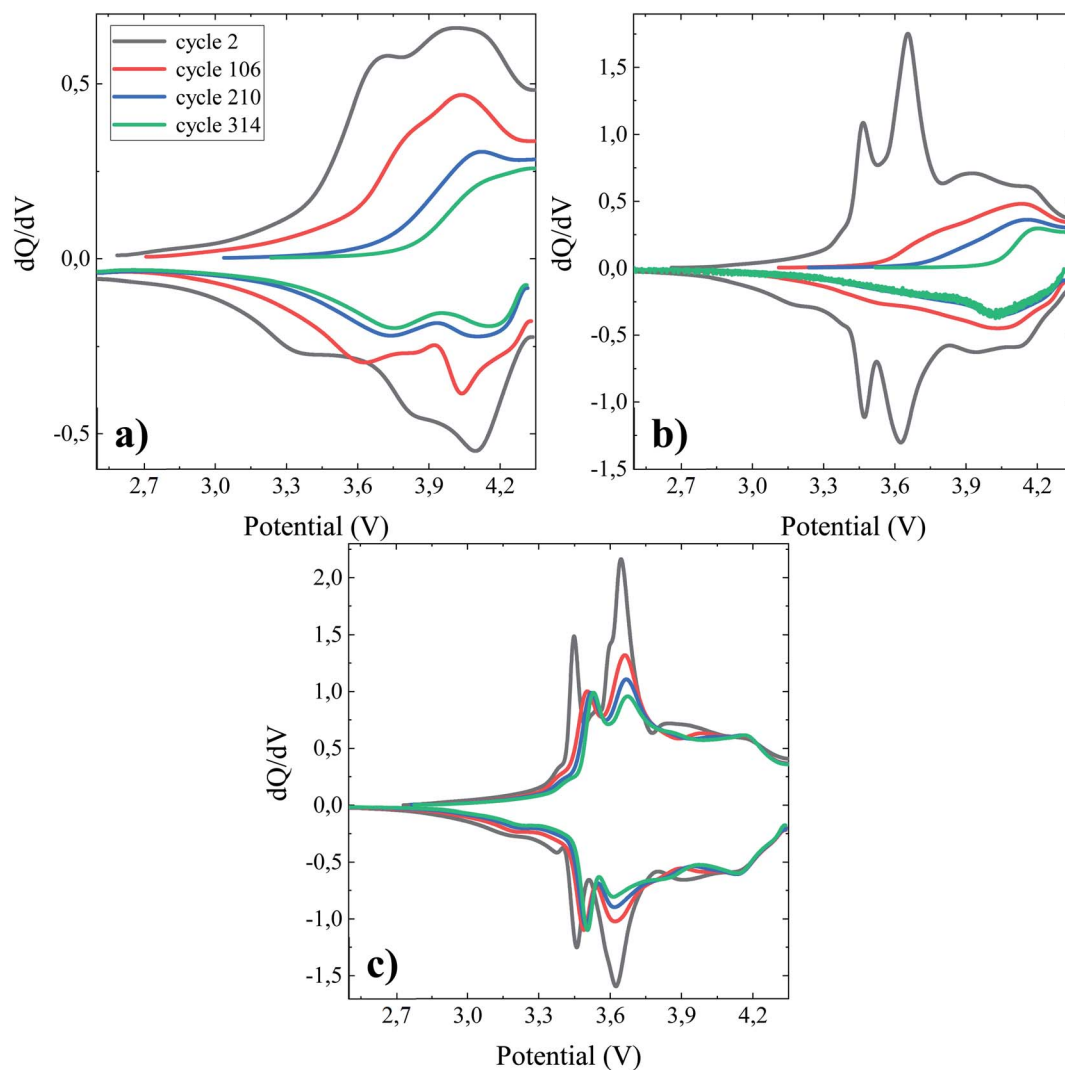 cycle 2
cycle 106
cycle 210
cycle 314
0,5
0,0
-0,5
dQ/dV
a)
2,7 3,0 3,3 3,6 3,9 4,2
Potential (V)
1,5
1,0
0,5
0,0
-0,5
-1,0
-1,5
dQ/dV
b)
2,7 3,0 3,3 3,6 3,9 4,2
Potential (V)
2,0
1,5
1,0
0,5
0,0
-0,5
-1,0
-1,5
dQ/dV
c)
2,7 3,0 3,3 3,6 3,9 4,2
Potential (V)